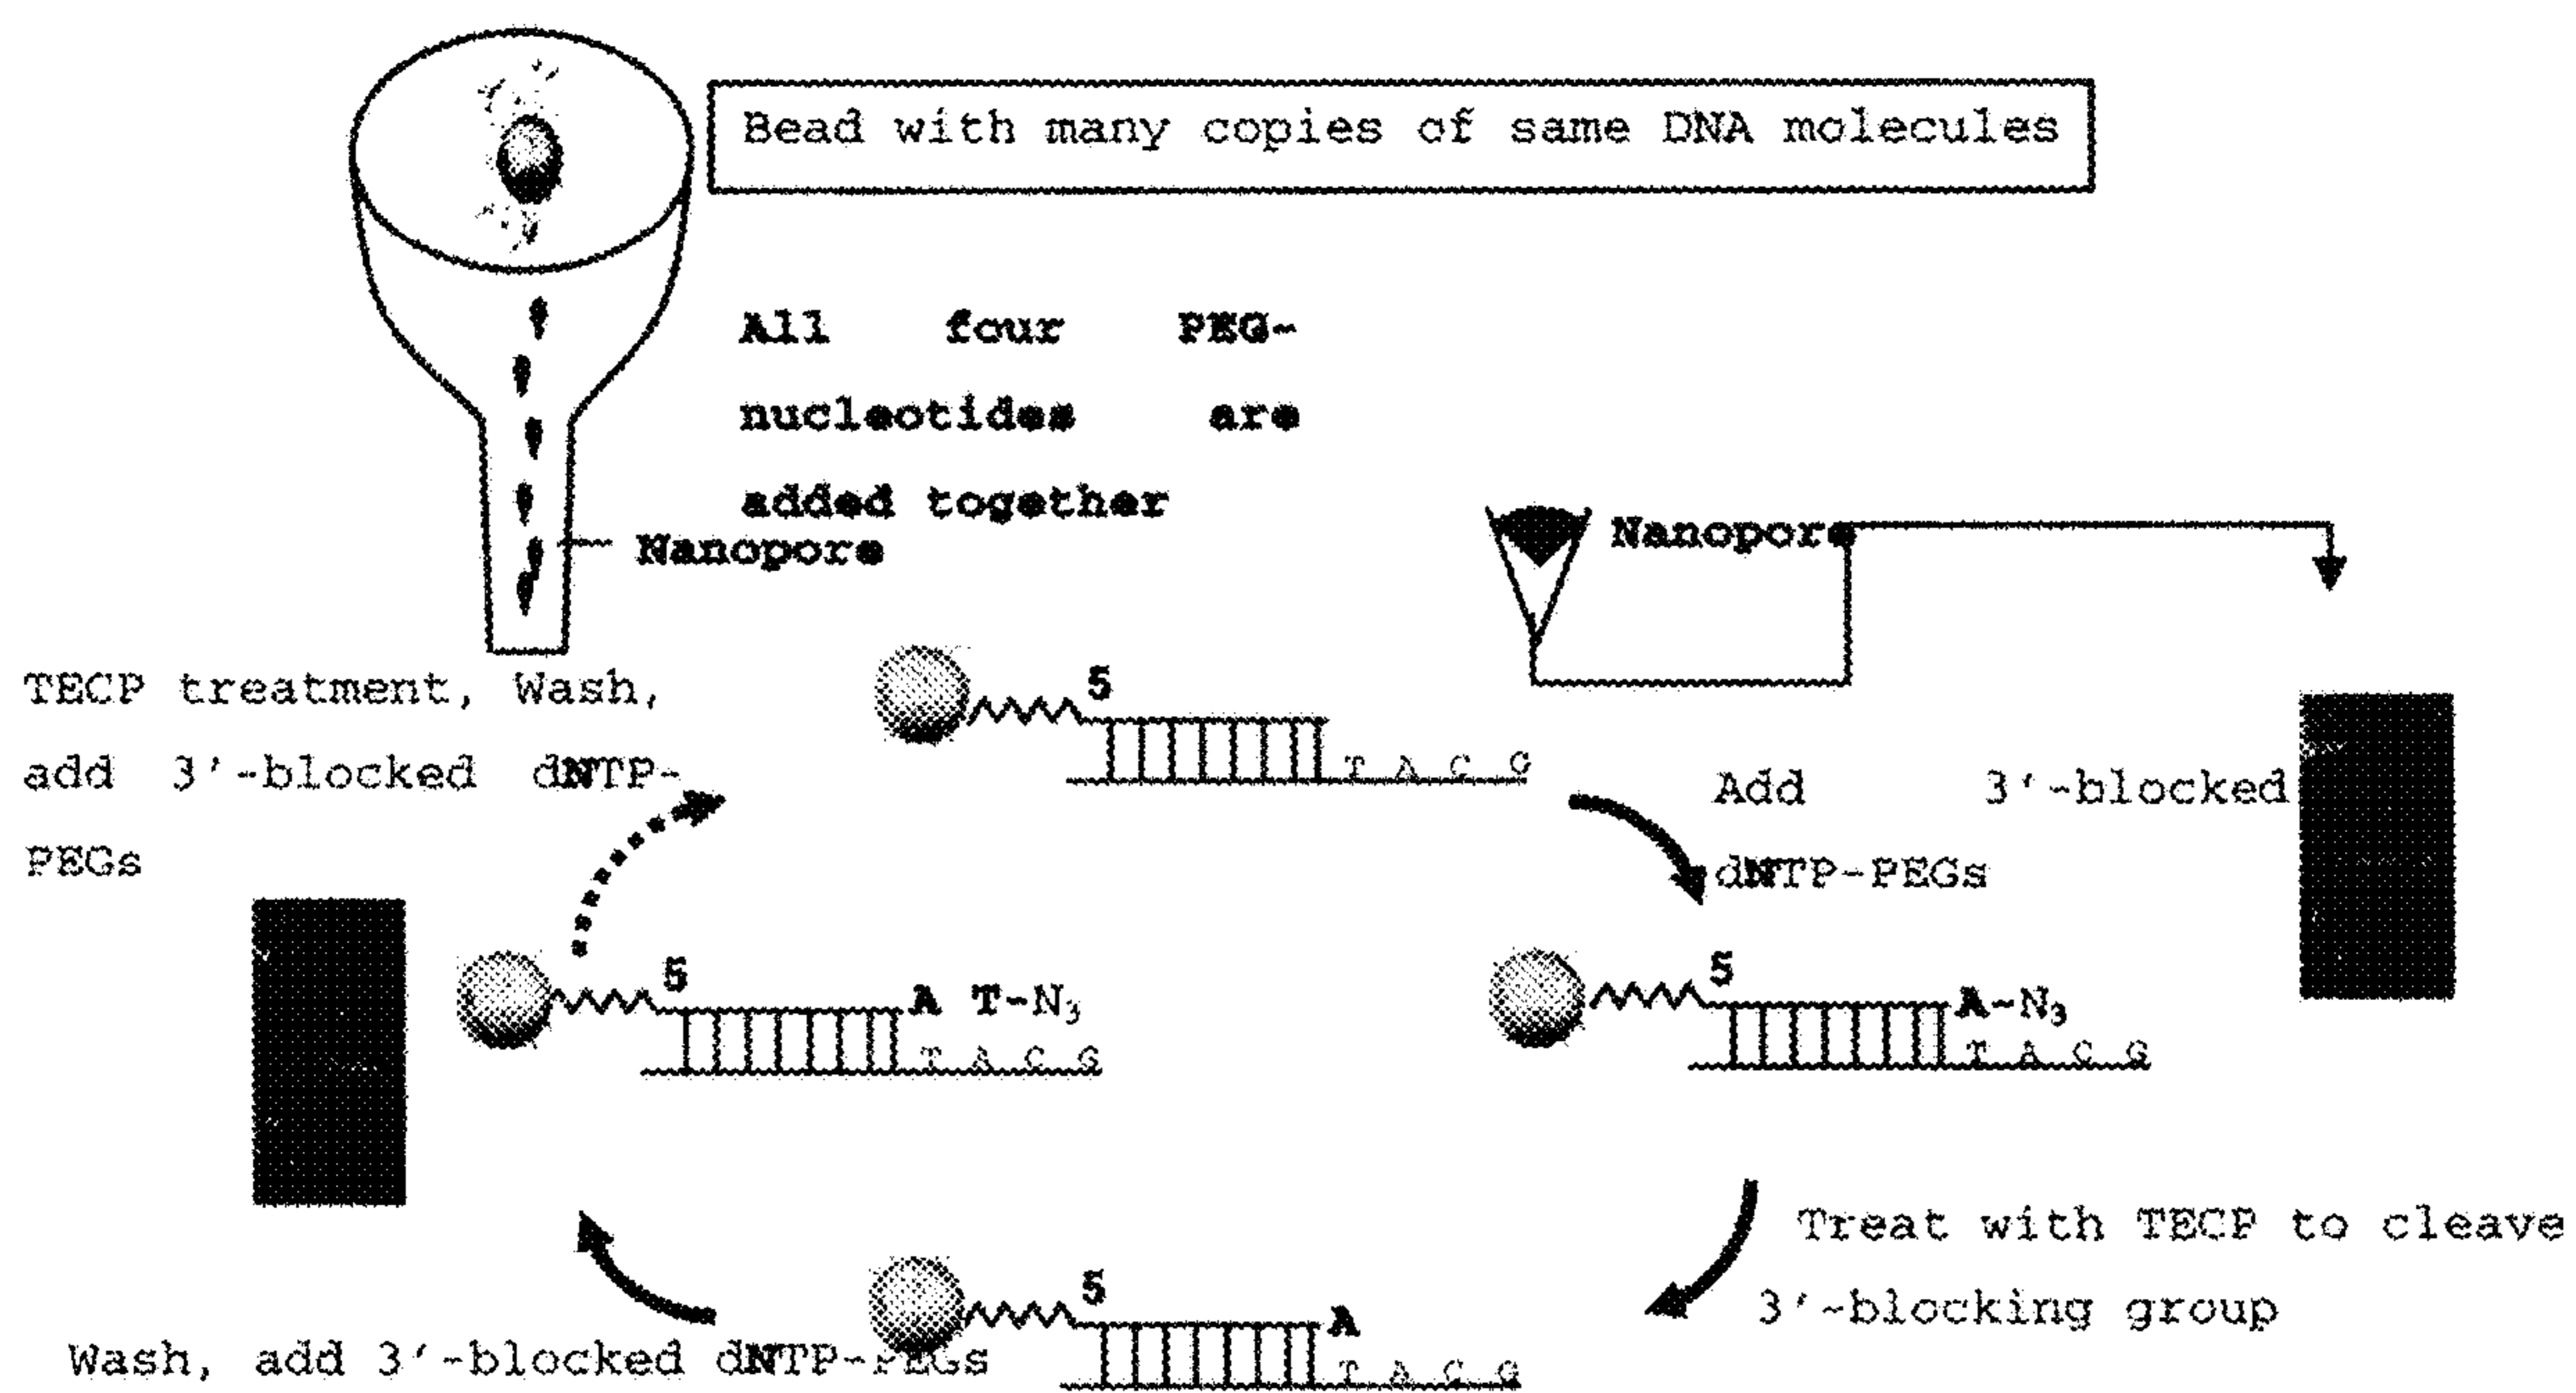 Bead with many copies of same DNA molecules
All four PEG-
nucleotides are
added together
Nanopore
Nanopore
TECP treatment, Wash,
add 3'-blocked dNTP-
PEGs
5
T A C G
Add 3'-blocked
dNTP-PEGs
5
A T-N3
T A C G
5
A-N3
T A C G
Treat with TECP to cleave
3'-blocking group
5
A
T A C G
Wash, add 3'-blocked dNTP-PEGs